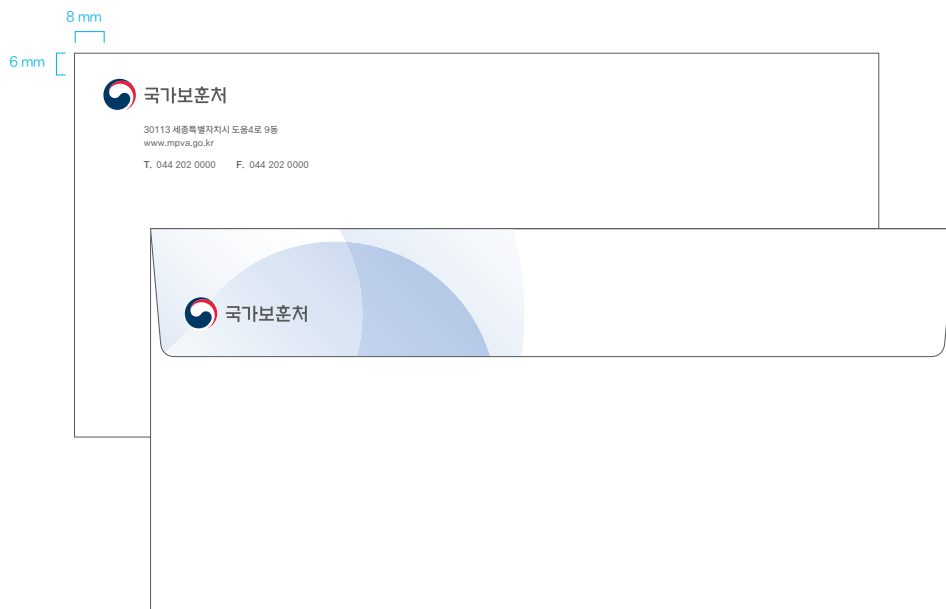 8 mm
6 mm
국가보훈처
30113 세종특별자치시 도움4로 9동
www.mpva.go.kr
T. 044 202 0000 F. 044 202 0000
국가보훈처